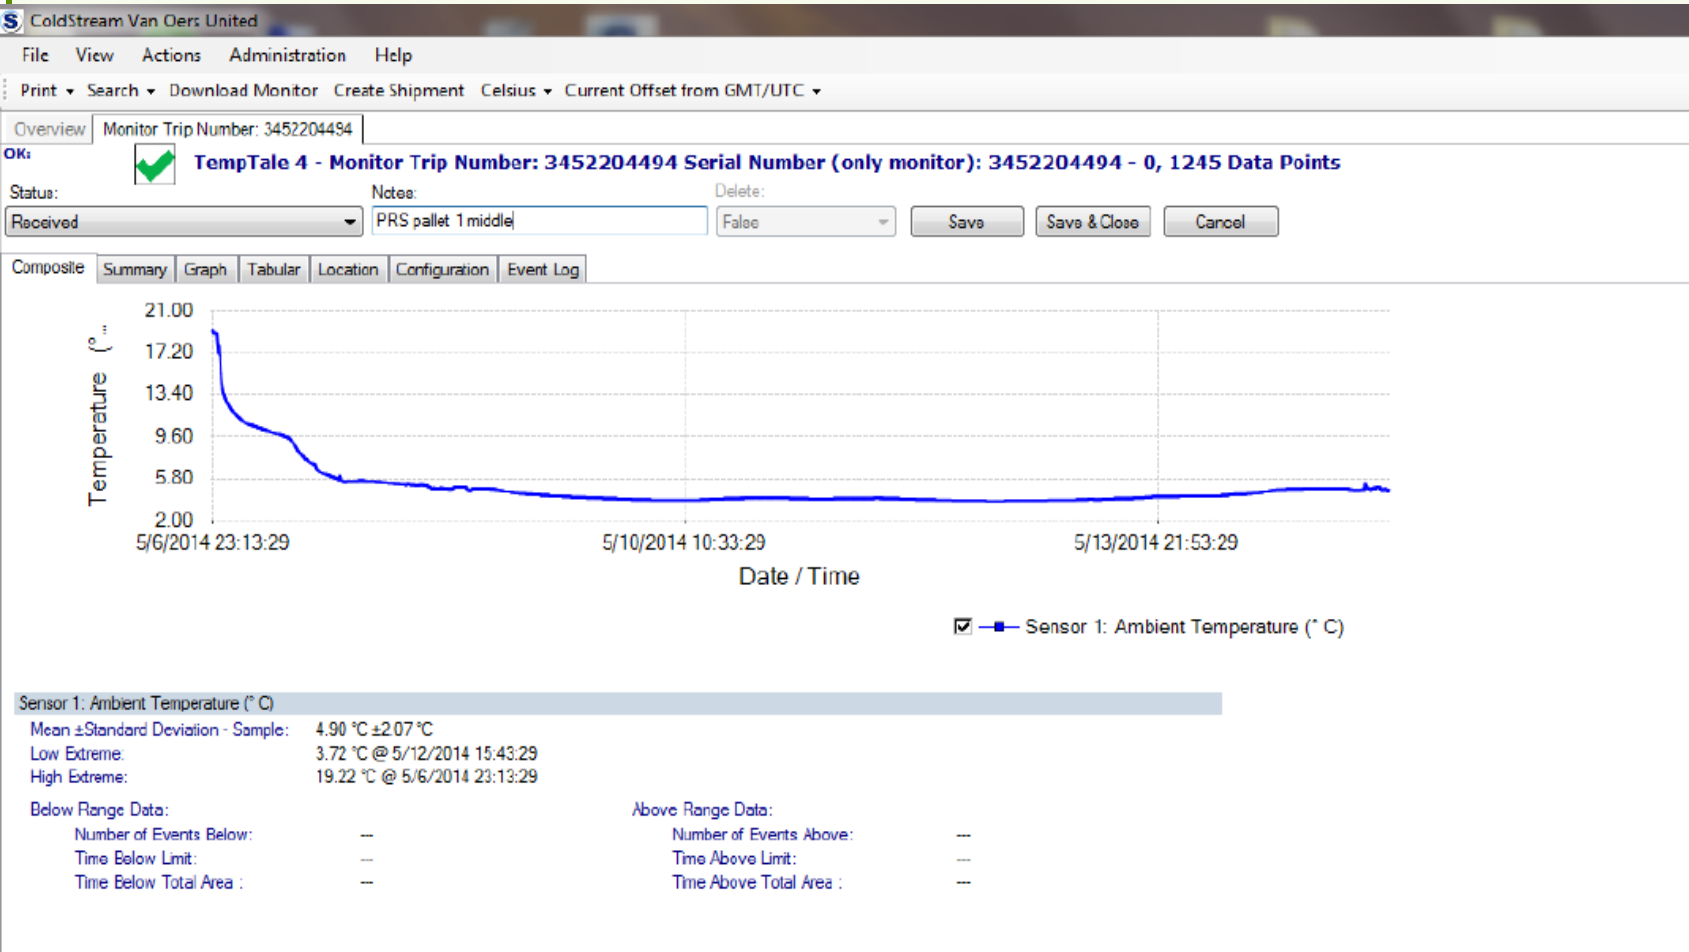 ColdStream Van Oers United
File View Actions Administration Help
Print Search Download Monitor Create Shipment Celsius Current Offset from GMT/UTC
Overview Monitor Trip Number: 3452204494
OK: TempTale 4 - Monitor Trip Number: 3452204494 Serial Number (only monitor): 3452204494 - 0, 1245 Data Points
Status: Notes: Delete:
Received PRS pallet 1 middle False Save Save & Close Cancel
Composite Summary Graph Tabular Location Configuration Event Log
Temperature (°...
21.00
17.20
13.40
9.60
5.80
2.00
5/6/2014 23:13:29 5/10/2014 10:33:29 5/13/2014 21:53:29
Date / Time
Sensor 1: Ambient Temperature (° C)
Sensor 1: Ambient Temperature (° C)
Mean ±Standard Deviation - Sample: 4.90 °C ±2.07 °C
Low Extreme: 3.72 °C @ 5/12/2014 15:43:29
High Extreme: 19.22 °C @ 5/6/2014 23:13:29
Below Range Data: Above Range Data:
Number of Events Below: --- Number of Events Above: ---
Time Below Limit: --- Time Above Limit: ---
Time Below Total Area : --- Time Above Total Area : ---